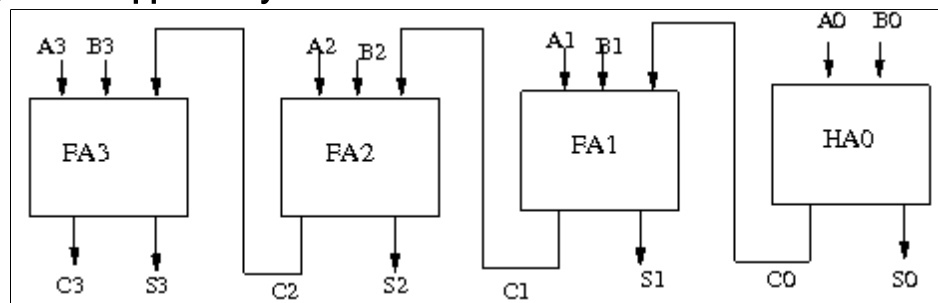 A3 B3 A2 B2 A1 B1 A0 B0
FA3 FA2 FA1 HA0
C3 S3 C2 S2 C1 S1 C0 S0